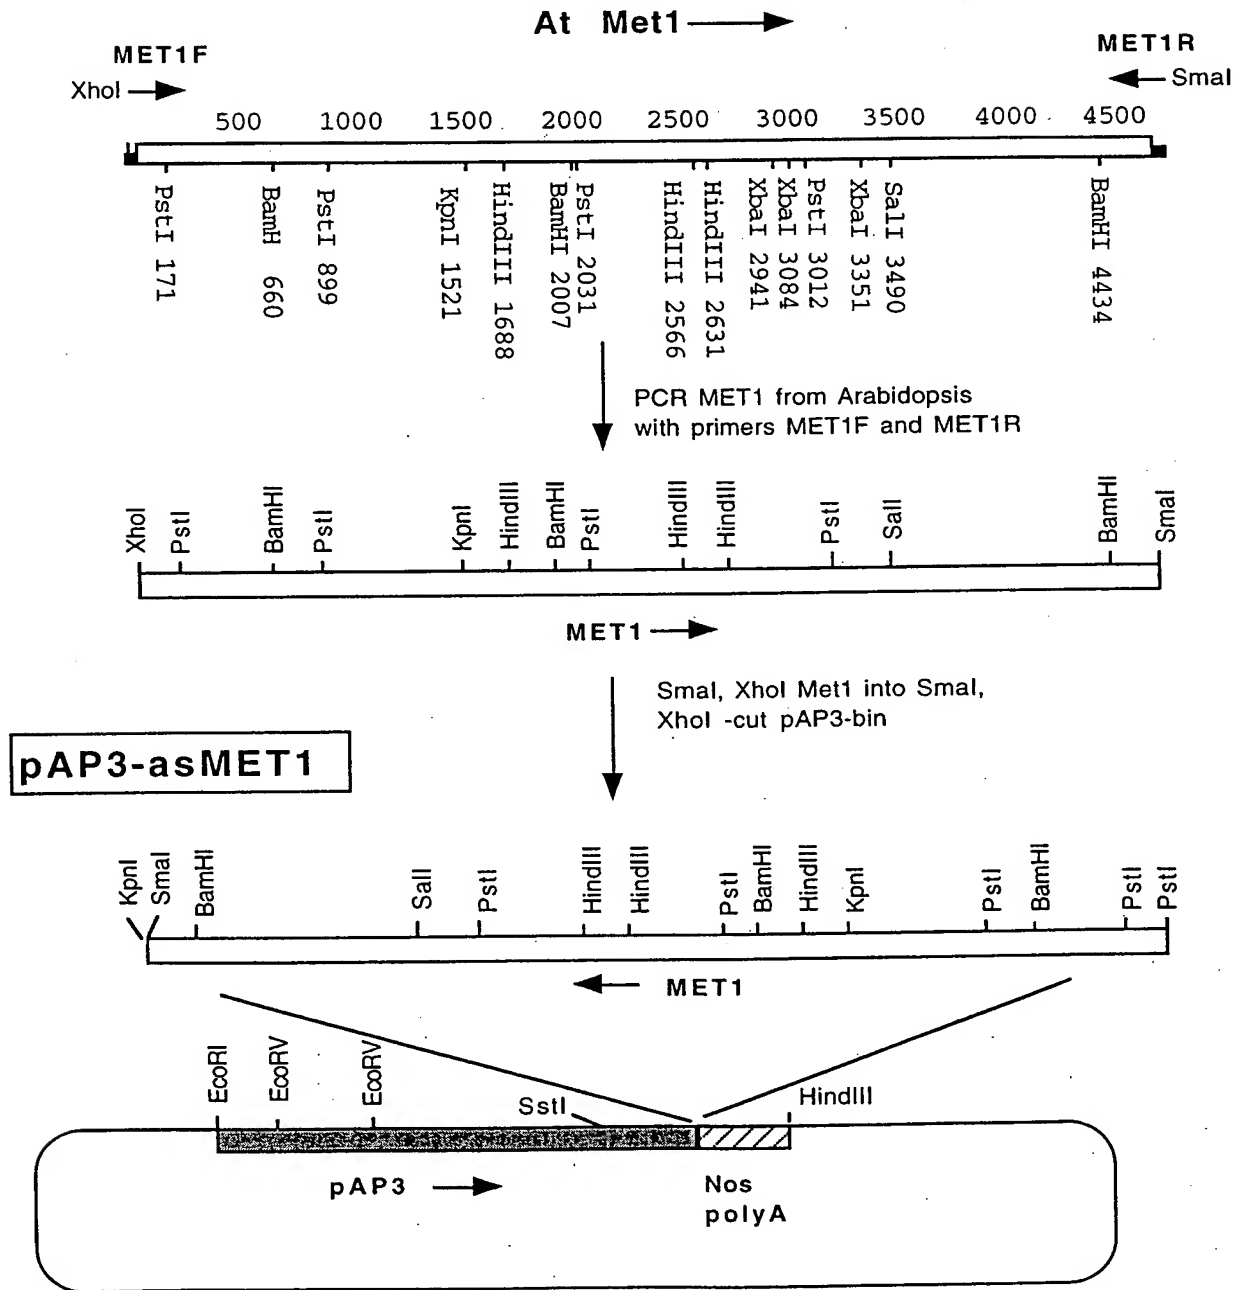 At Met1
MET1F
MET1R
XhoI
SmaI
500 1000 1500 2000 2500 3000 3500 4000 4500
PstI 171
BamH 660
PstI 899
KpnI 1521
HindIII 1688
BamHI 2007
PstI 2031
HindIII 2566
HindIII 2631
XbaI 2941
XbaI 3084
PstI 3012
XbaI 3351
SalI 3490
BamHI 4434
PCR MET1 from Arabidopsis
with primers MET1F and MET1R
XhoI
PstI
BamHI
PstI
KpnI
HindIII
BamHI
PstI
HindIII
HindIII
PstI
SalI
BamHI
SmaI
MET1
SmaI, XhoI Met1 into SmaI,
XhoI -cut pAP3-bin
pAP3-asMET1
KpnI
SmaI
BamHI
SalI
PstI
HindIII
HindIII
PstI
BamHI
HindIII
KpnI
PstI
BamHI
PstI
PstI
MET1
EcoRI
EcoRV
EcoRV
SstI
HindIII
pAP3
Nos
polyA